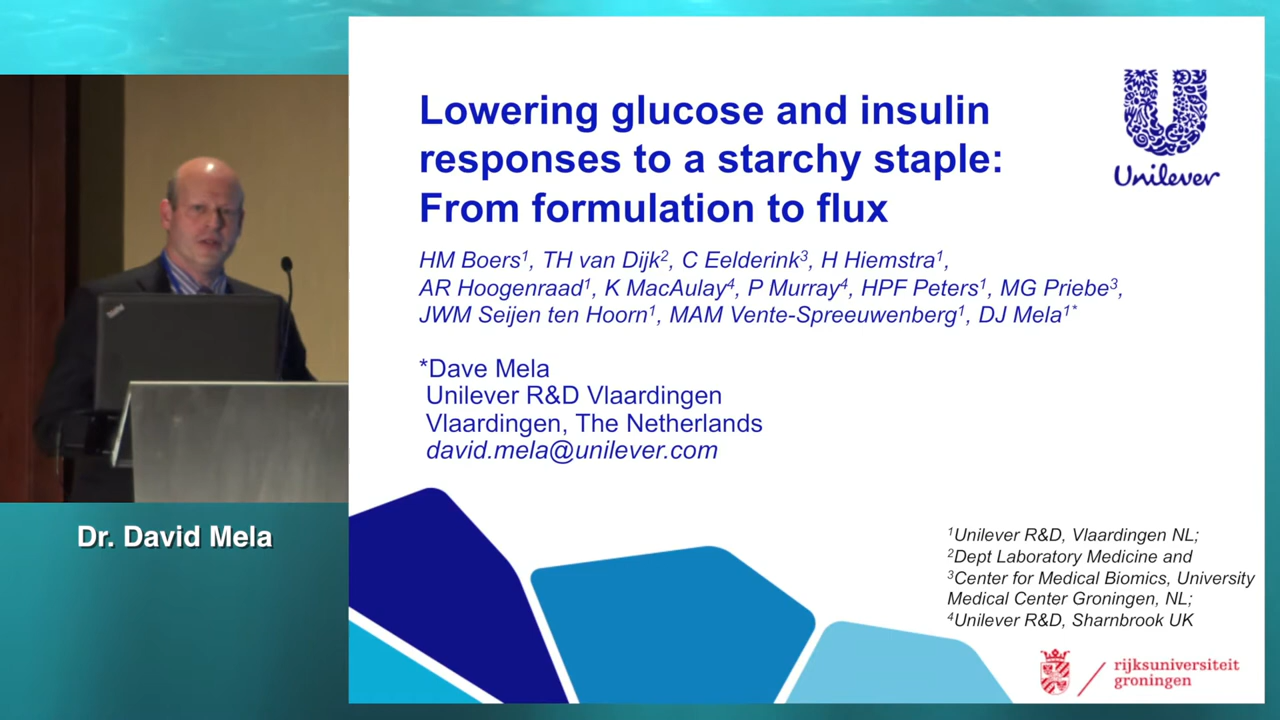 Lowering glucose and insulin
responses to a starchy staple:
From formulation to flux
Unilever
HM Boers¹, TH van Dijk², C Eelderink³, H Hiemstra¹,
AR Hoogenraad¹, K MacAulay⁴, P Murray⁴, HPF Peters¹, MG Priebe³,
JWM Seijen ten Hoorn¹, MAM Vente-Spreeuwenberg¹, DJ Mela¹*
*Dave Mela
Unilever R&D Vlaardingen
Vlaardingen, The Netherlands
david.mela@unilever.com
Dr. David Mela
¹Unilever R&D, Vlaardingen NL;
²Dept Laboratory Medicine and
³Center for Medical Biomics, University
Medical Center Groningen, NL;
⁴Unilever R&D, Sharnbrook UK
rijksuniversiteit
groningen